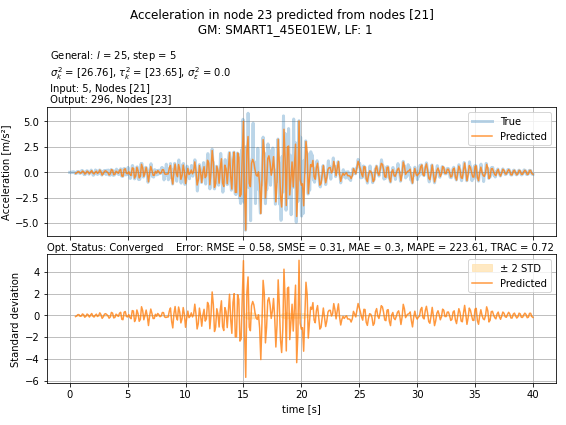 Acceleration in node 23 predicted from nodes [21]
GM: SMART1_45E01EW, LF: 1
General: l = 25, step = 5
σ²ₖ = [26.76], τ²ₖ = [23.65], σ²ε = 0.0
Input: 5, Nodes [21]
Output: 296, Nodes [23]
Acceleration [m/s²]
5.0
2.5
0.0
−2.5
−5.0
True
Predicted
Opt. Status: Converged Error: RMSE = 0.58, SMSE = 0.31, MAE = 0.3, MAPE = 223.61, TRAC = 0.72
Standard deviation
4
2
0
−2
−4
−6
± 2 STD
Predicted
0 5 10 15 20 25 30 35 40
time [s]